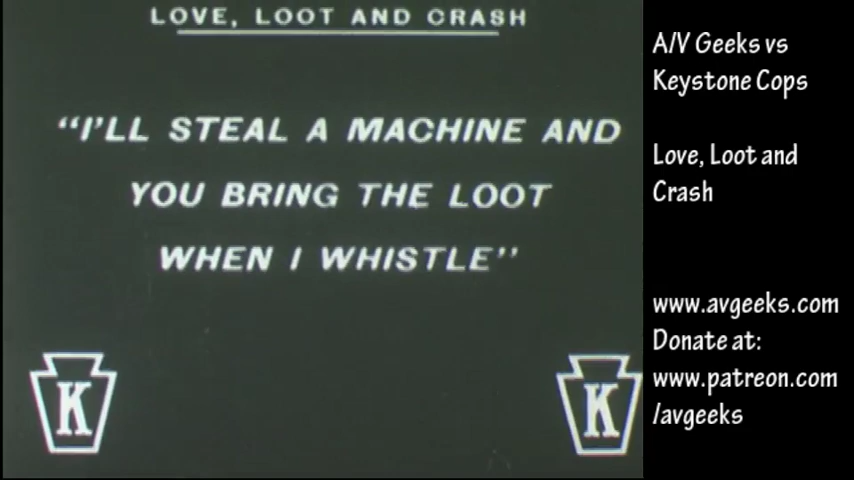 LOVE, LOOT AND CRASH
"I'LL STEAL A MACHINE AND
YOU BRING THE LOOT
WHEN I WHISTLE"
K
K
A/V Geeks vs
Keystone Cops
Love, Loot and
Crash
www.avgeeks.com
Donate at:
www.patreon.com
/avgeeks